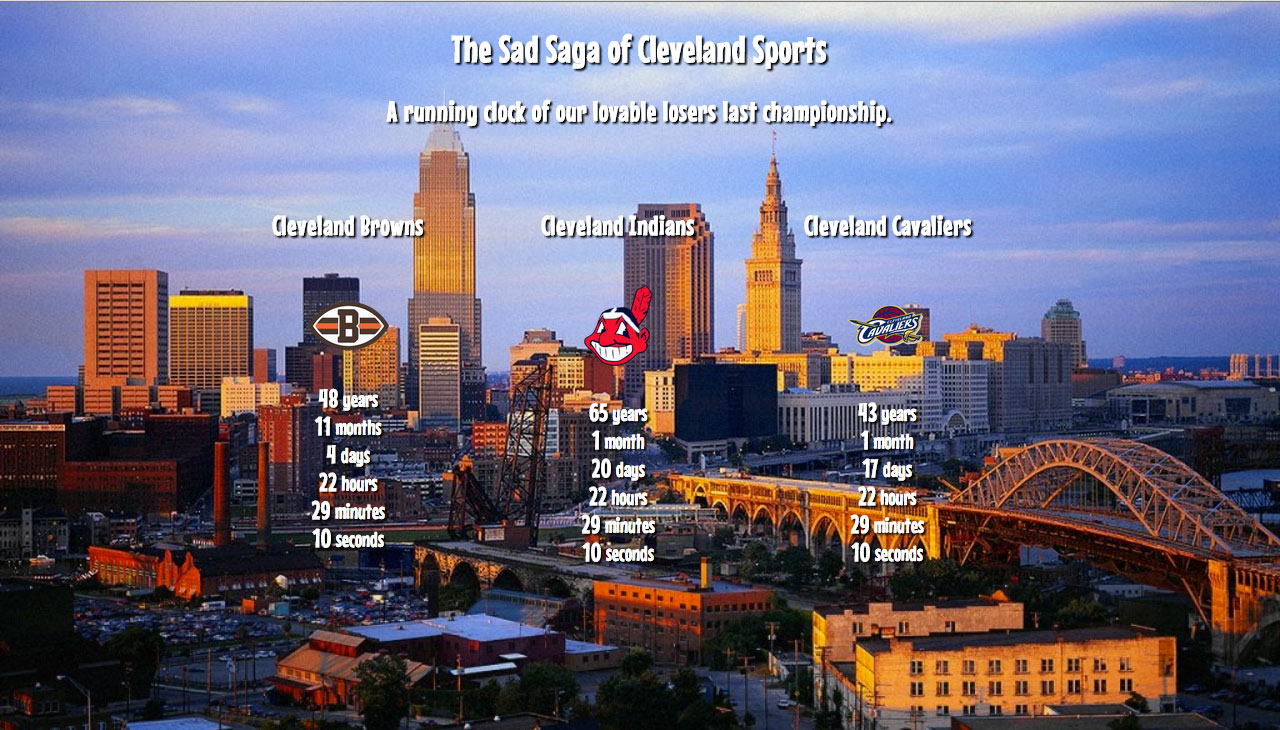 The Sad Saga of Cleveland Sports
A running clock of our lovable losers last championship.
Cleveland Browns
B
48 years
11 months
4 days
22 hours
29 minutes
10 seconds
Cleveland Indians
65 years
1 month
20 days
22 hours
29 minutes
10 seconds
Cleveland Cavaliers
CLEVELAND
CAVALIERS
43 years
1 month
17 days
22 hours
29 minutes
10 seconds